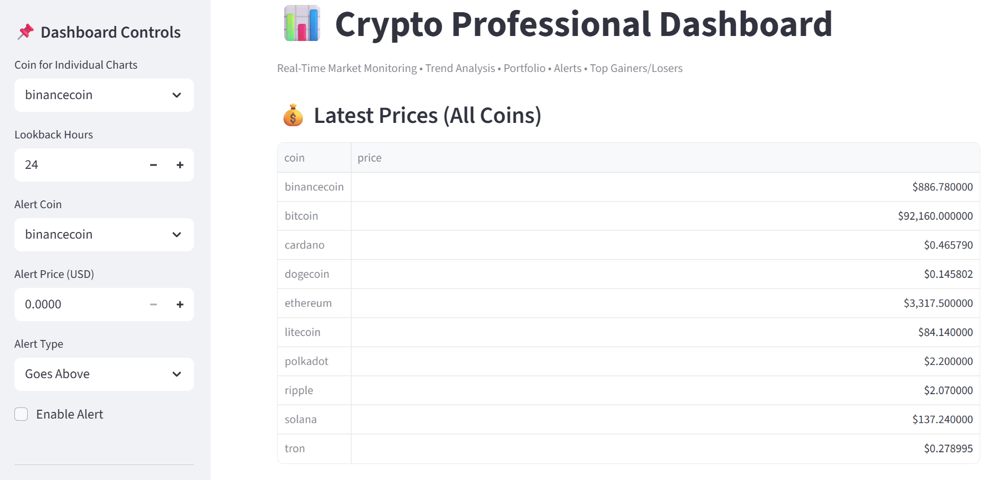 Dashboard Controls
Coin for Individual Charts
binancecoin
Lookback Hours
24
Alert Coin
binancecoin
Alert Price (USD)
0.0000
Alert Type
Goes Above
Enable Alert
Crypto Professional Dashboard
Real-Time Market Monitoring • Trend Analysis • Portfolio • Alerts • Top Gainers/Losers
Latest Prices (All Coins)
coin price
binancecoin $886.780000
bitcoin $92,160.000000
cardano $0.465790
dogecoin $0.145802
ethereum $3,317.500000
litecoin $84.140000
polkadot $2.200000
ripple $2.070000
solana $137.240000
tron $0.278995